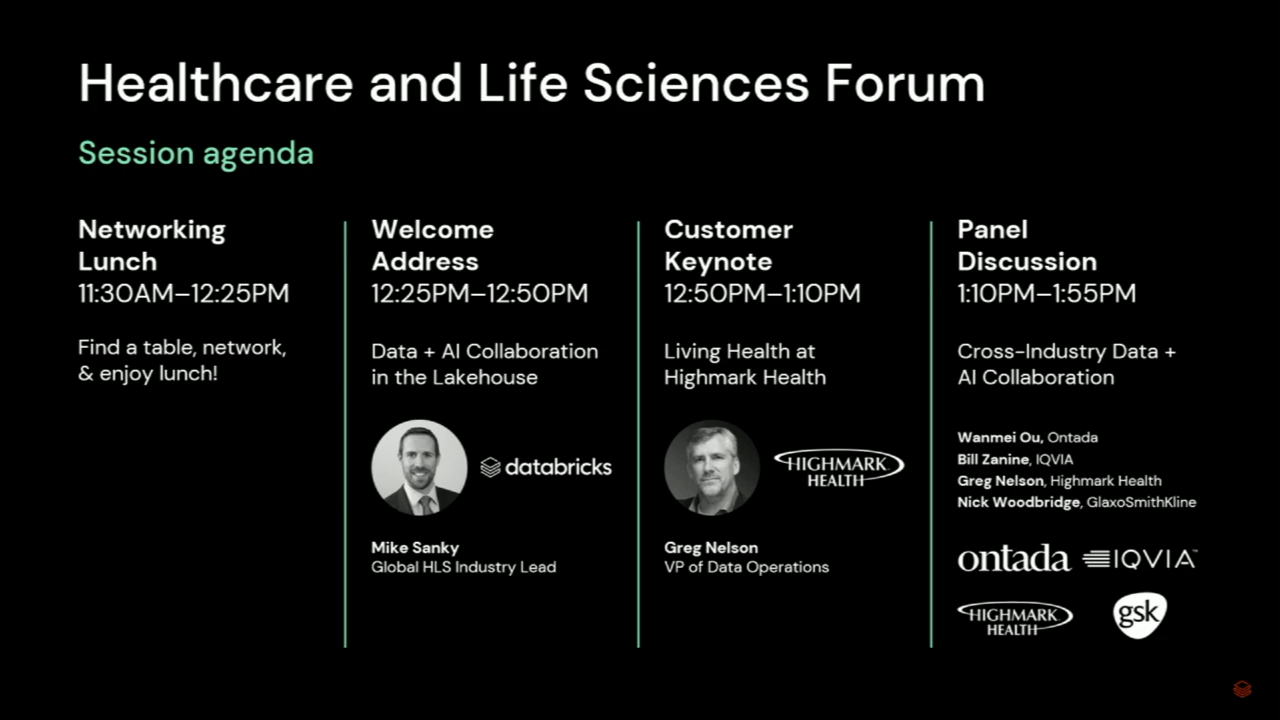 Healthcare and Life Sciences Forum
Session agenda
Networking
Lunch
11:30AM–12:25PM
Find a table, network,
& enjoy lunch!
Welcome
Address
12:25PM–12:50PM
Data + AI Collaboration
in the Lakehouse
databricks
Mike Sanky
Global HLS Industry Lead
Customer
Keynote
12:50PM–1:10PM
Living Health at
Highmark Health
HIGHMARK
HEALTH
Greg Nelson
VP of Data Operations
Panel
Discussion
1:10PM–1:55PM
Cross-Industry Data +
AI Collaboration
Wanmei Ou, Ontada
Bill Zanine, IQVIA
Greg Nelson, Highmark Health
Nick Woodbridge, GlaxoSmithKline
ontada
IQVIA™
HIGHMARK
HEALTH
gsk